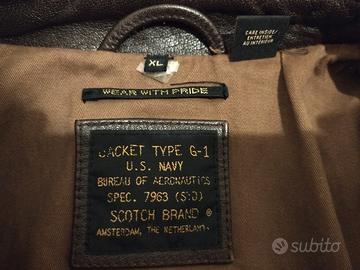 CARE INSIDE/
ENTRETIEN
AU INTERIEUR
XL
WEAR WITH PRIDE
JACKET TYPE G-1
U.S. NAVY
BUREAU OF AERONAUTICS
SPEC. 7963 (S'D)
SCOTCH BRAND ®
AMSTERDAM, THE NETHERLANDS
subito